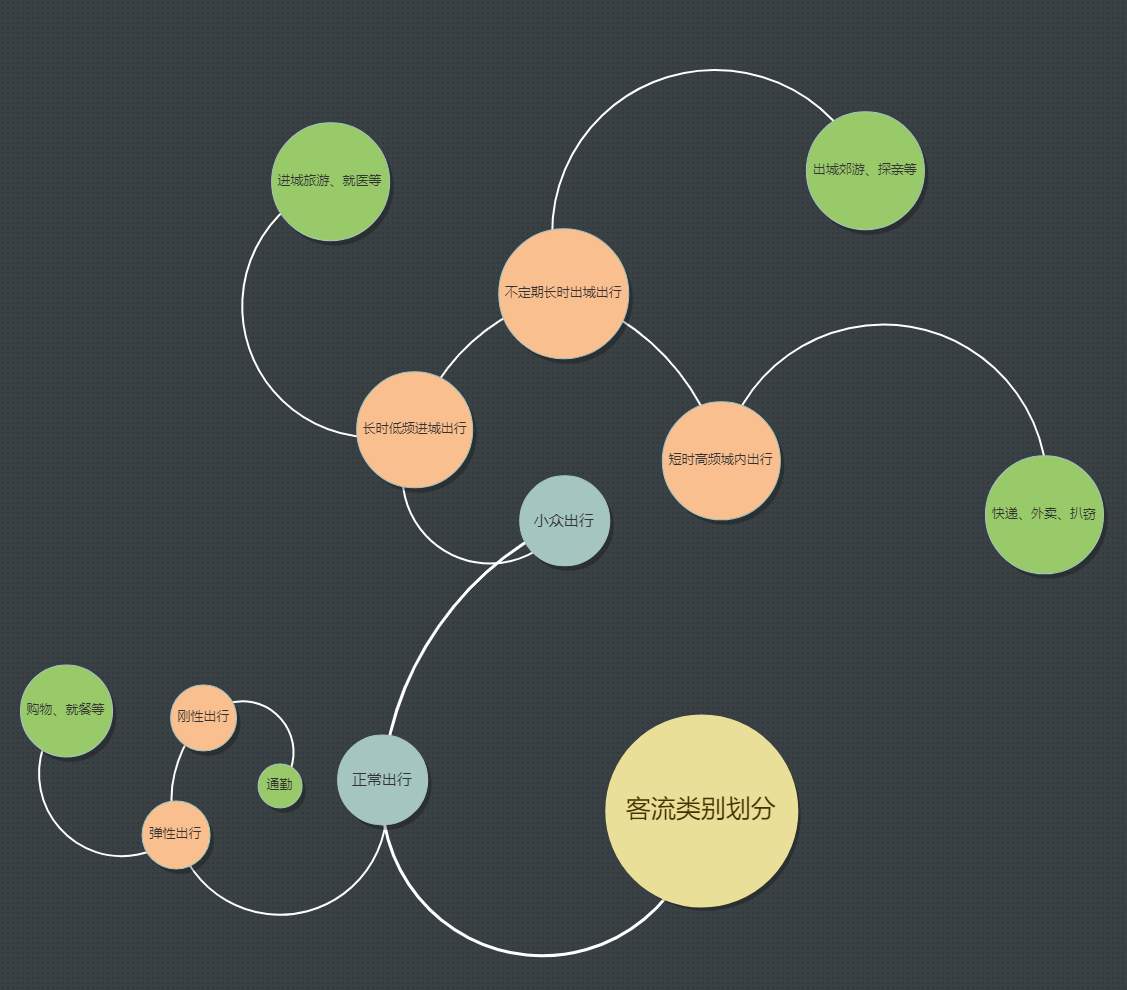 进城旅游、就医等
出城郊游、探亲等
不定期长时出城出行
长时低频进城出行
短时高频城内出行
快递、外卖、扒窃
小众出行
购物、就餐等
刚性出行
通勤
正常出行
弹性出行
客流类别划分